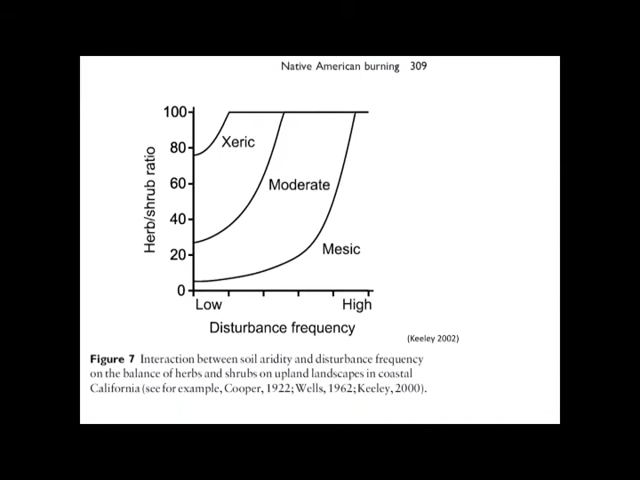 Native American burning 309
100
80
60
40
20
0
Herb/shrub ratio
Xeric
Moderate
Mesic
Low High
Disturbance frequency
(Keeley 2002)
Figure 7 Interaction between soil aridity and disturbance frequency
on the balance of herbs and shrubs on upland landscapes in coastal
California (see for example, Cooper, 1922; Wells, 1962; Keeley, 2000).